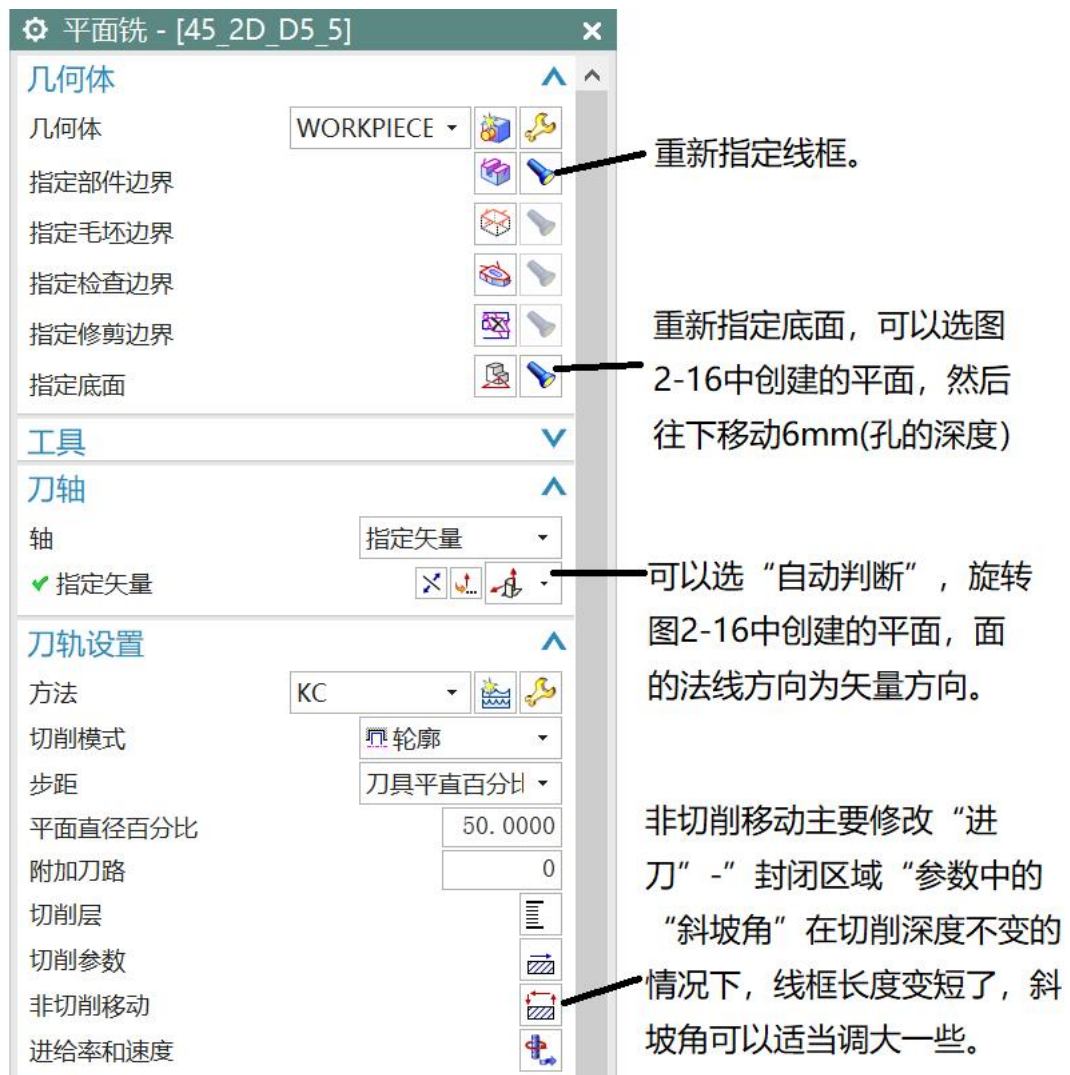 平面铣 - [45_2D_D5_5]
几何体
几何体 WORKPIECE
指定部件边界
指定毛坯边界
指定检查边界
指定修剪边界
指定底面
工具
刀轴
轴 指定矢量
指定矢量
刀轨设置
方法 KC
切削模式 轮廓
步距 刀具平直百分比
平面直径百分比 50.0000
附加刀路 0
切削层
切削参数
非切削移动
进给率和速度
重新指定线框。
重新指定底面，可以选图
2-16中创建的平面，然后
往下移动6mm(孔的深度）
可以选“自动判断”，旋转
图2-16中创建的平面，面
的法线方向为矢量方向。
非切削移动主要修改“进
刀”-”封闭区域“参数中的
“斜坡角”在切削深度不变的
情况下，线框长度变短了，斜
坡角可以适当调大一些。